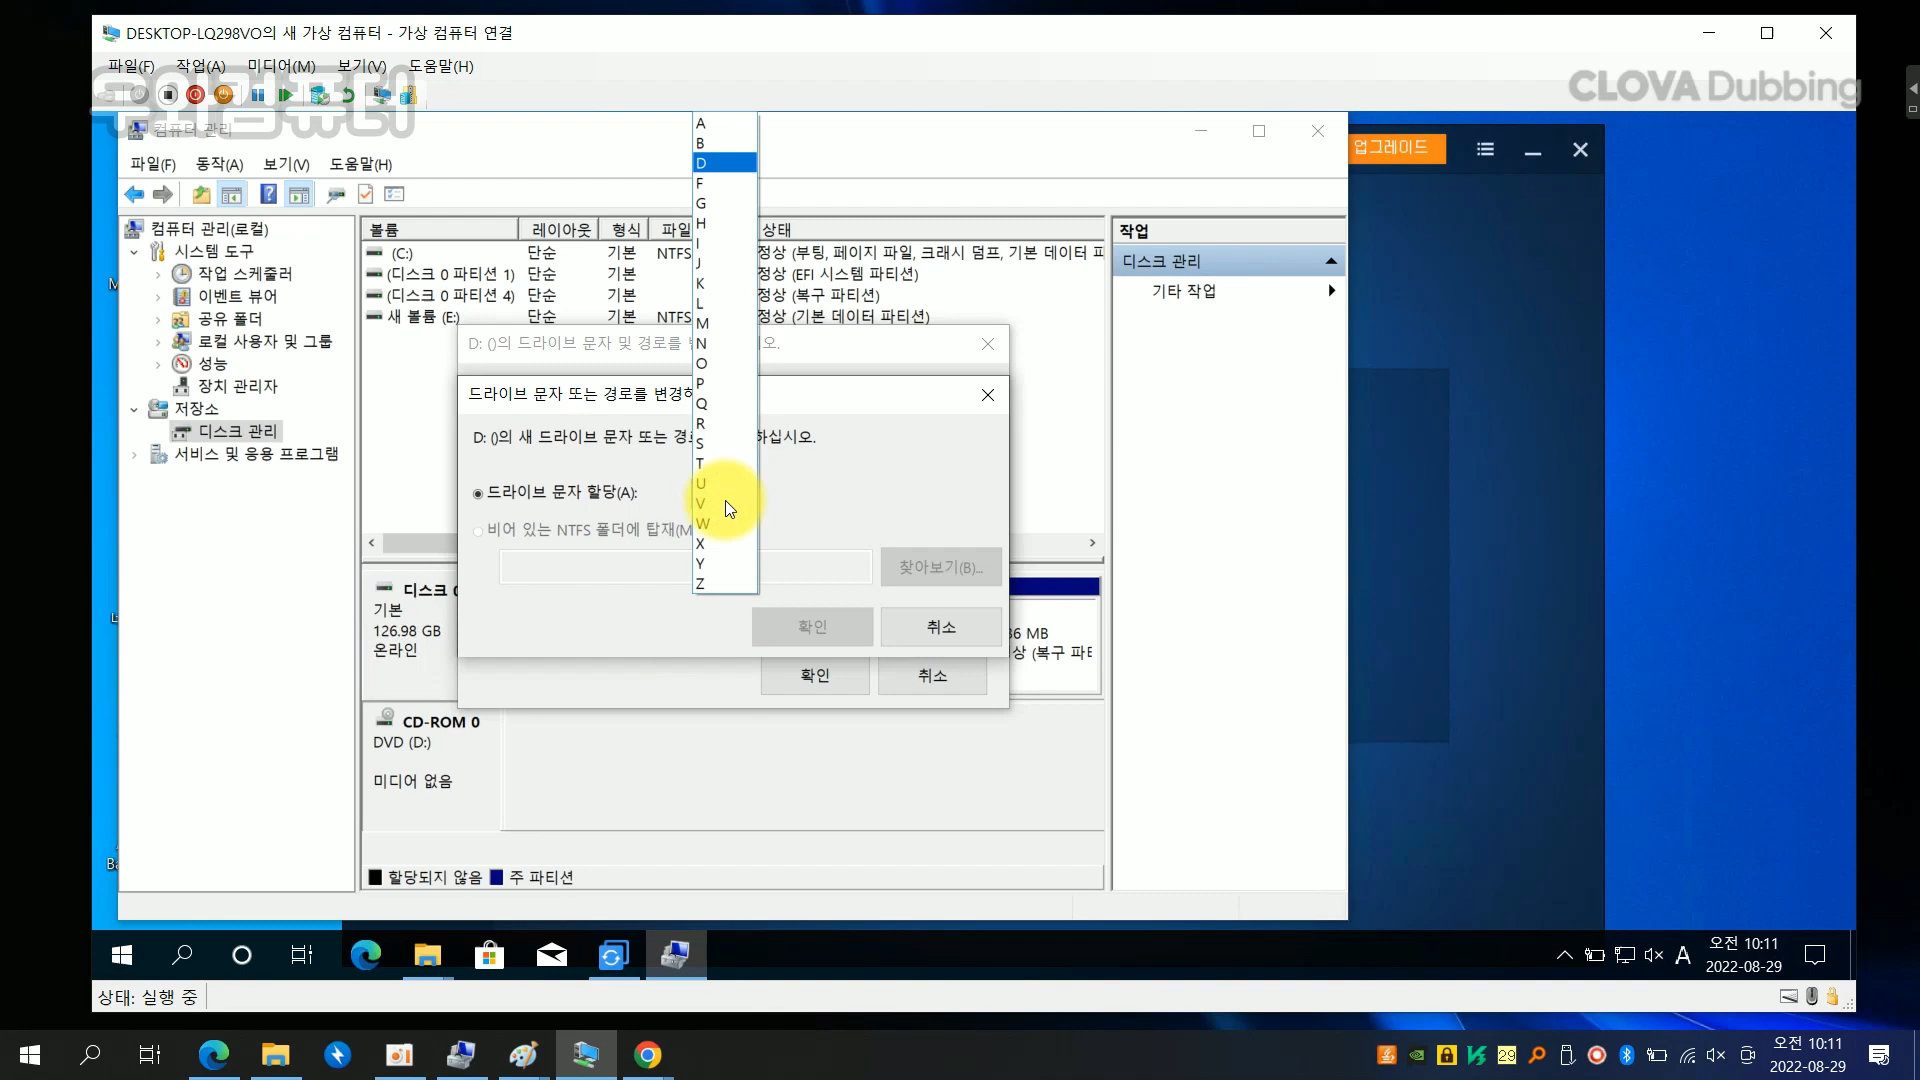 DESKTOP-LQ298VO의 새 가상 컴퓨터 - 가상 컴퓨터 연결
파일(F) 작업(A) 미디어(M) 보기(V) 도움말(H)
CLOVA Dubbing
컴퓨터 관리
업그레이드
파일(F) 동작(A) 보기(V) 도움말(H)
컴퓨터 관리(로컬)
시스템 도구
작업 스케줄러
이벤트 뷰어
공유 폴더
로컬 사용자 및 그룹
성능
장치 관리자
저장소
디스크 관리
서비스 및 응용 프로그램
볼륨 레이아웃 형식 파일 상태
(C:) 단순 기본 NTFS 정상 (부팅, 페이지 파일, 크래시 덤프, 기본 데이터 파
(디스크 0 파티션 1) 단순 기본 정상 (EFI 시스템 파티션)
(디스크 0 파티션 4) 단순 기본 정상 (복구 파티션)
새 볼륨 (E:) 단순 기본 NTFS 정상 (기본 데이터 파티션)
작업
디스크 관리
기타 작업
A
B
D
F
G
H
I
J
K
L
M
N
O
P
Q
R
S
T
U
V
W
X
Y
Z
D: ()의 드라이브 문자 및 경로를 오.
드라이브 문자 또는 경로를 변경
D: ()의 새 드라이브 문자 또는 경 하십시오.
드라이브 문자 할당(A):
비어 있는 NTFS 폴더에 탑재(M
찾아보기(B)...
확인 취소
확인 취소
디스크 0
기본
126.98 GB
온라인
36 MB
상 (복구 파티
CD-ROM 0
DVD (D:)
미디어 없음
할당되지 않음 주 파티션
A
오전 10:11
2022-08-29
상태: 실행 중
29
오전 10:11
2022-08-29